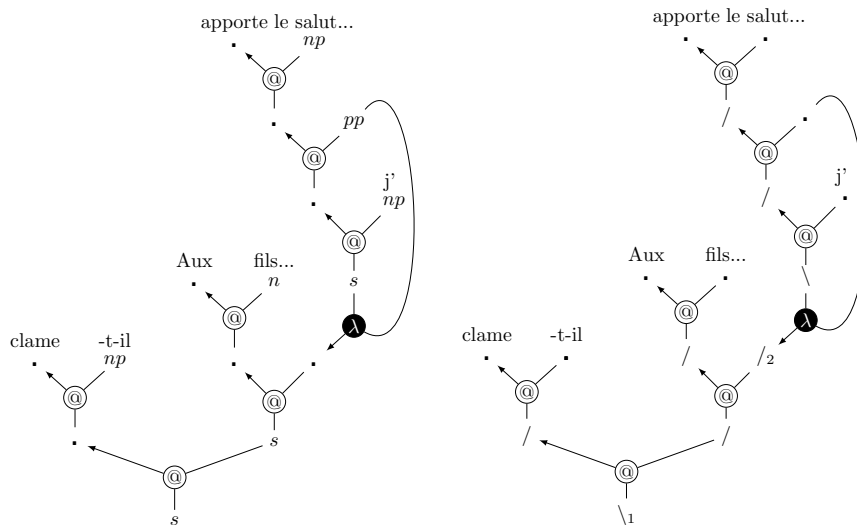 apporte le salut...
np
pp
j'
np
s
Aux fils...
n
clame -t-il
np
s
s
@
@
@
λ
@
@
@
@
apporte le salut...
/
/
j'
\
Aux fils...
/ /2
clame -t-il
/ /
\1
@
@
@
λ
@
@
@
@